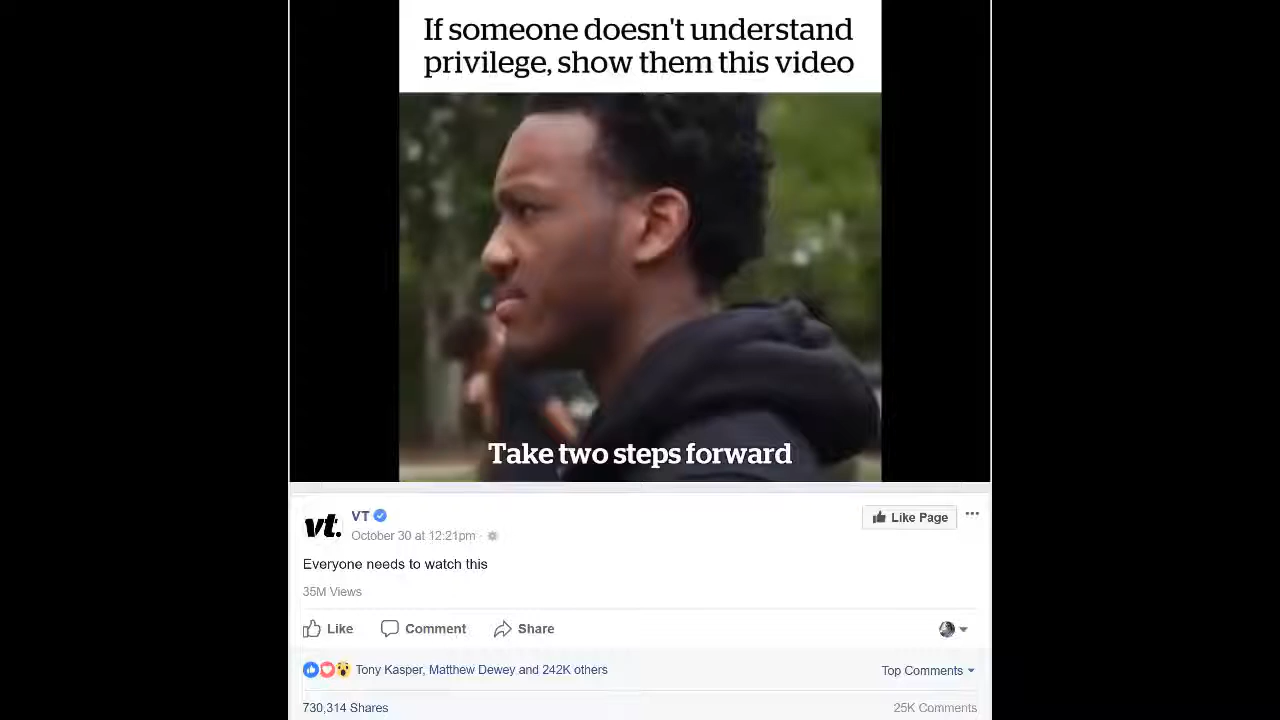 If someone doesn't understand
privilege, show them this video
Take two steps forward
vt.
VT
October 30 at 12:21pm ·
Like Page
Everyone needs to watch this
35M Views
Like Comment Share
Tony Kasper, Matthew Dewey and 242K others
Top Comments
730,314 Shares
25K Comments